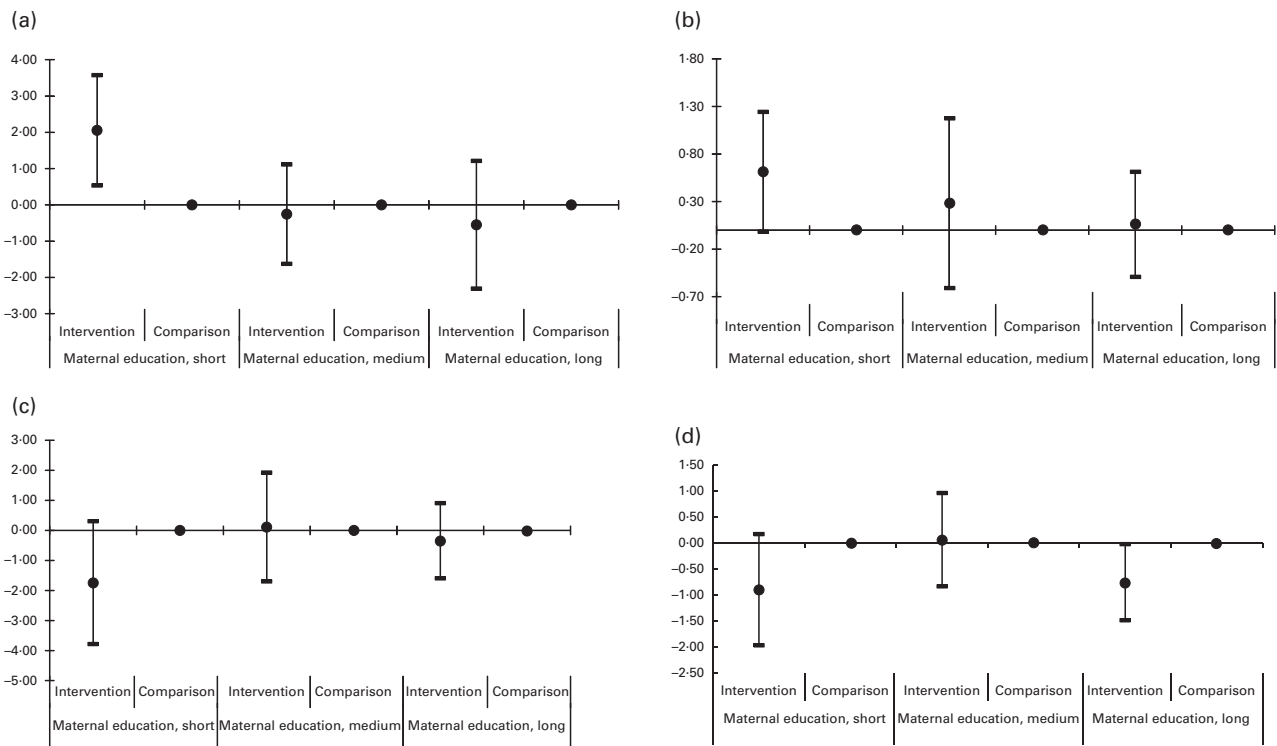 (a)
4·00
3·00
2·00
1·00
0·00
–1·00
–2·00
–3·00
Intervention Comparison Intervention Comparison Intervention Comparison
Maternal education, short Maternal education, medium Maternal education, long
(b)
1·80
1·30
0·80
0·30
–0·20
–0·70
Intervention Comparison Intervention Comparison Intervention Comparison
Maternal education, short Maternal education, medium Maternal education, long
(c)
3·00
2·00
1·00
0·00
–1·00
–2·00
–3·00
–4·00
–5·00
Intervention Comparison Intervention Comparison Intervention Comparison
Maternal education, short Maternal education, medium Maternal education, long
(d)
1·50
1·00
0·50
0·00
–0·50
–1·00
–1·50
–2·00
–2·50
Intervention Comparison Intervention Comparison Intervention Comparison
Maternal education, short Maternal education, medium Maternal education, long